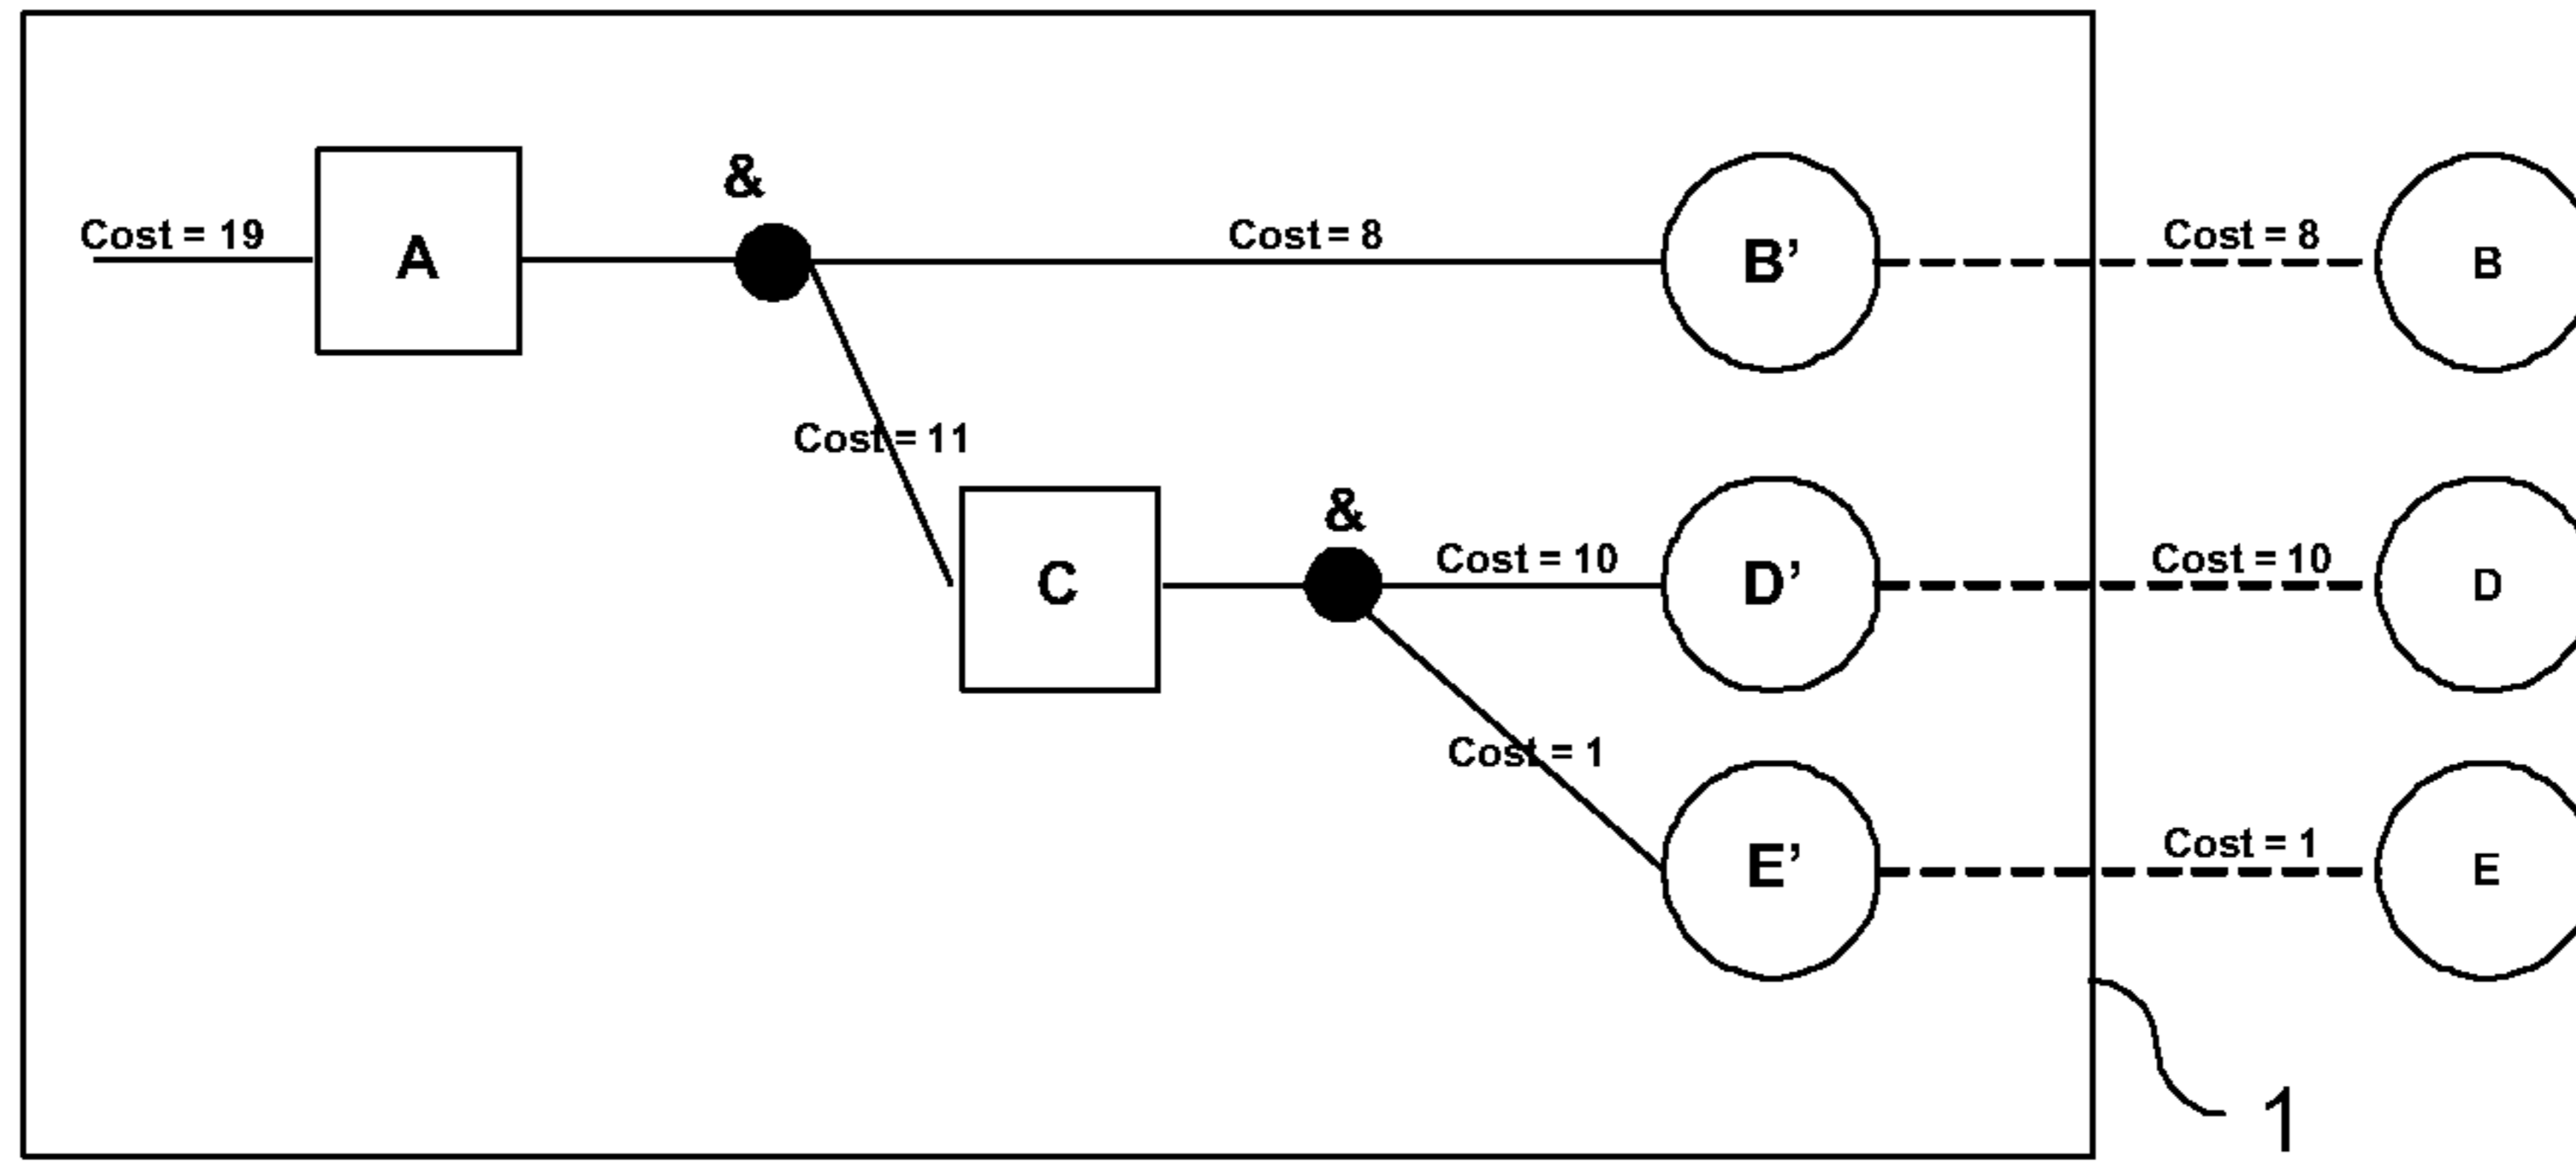 &
Cost = 19
A
Cost = 8
B’
Cost = 8
B
Cost = 11
&
C
Cost = 10
D’
Cost = 10
D
Cost = 1
E’
Cost = 1
E
1